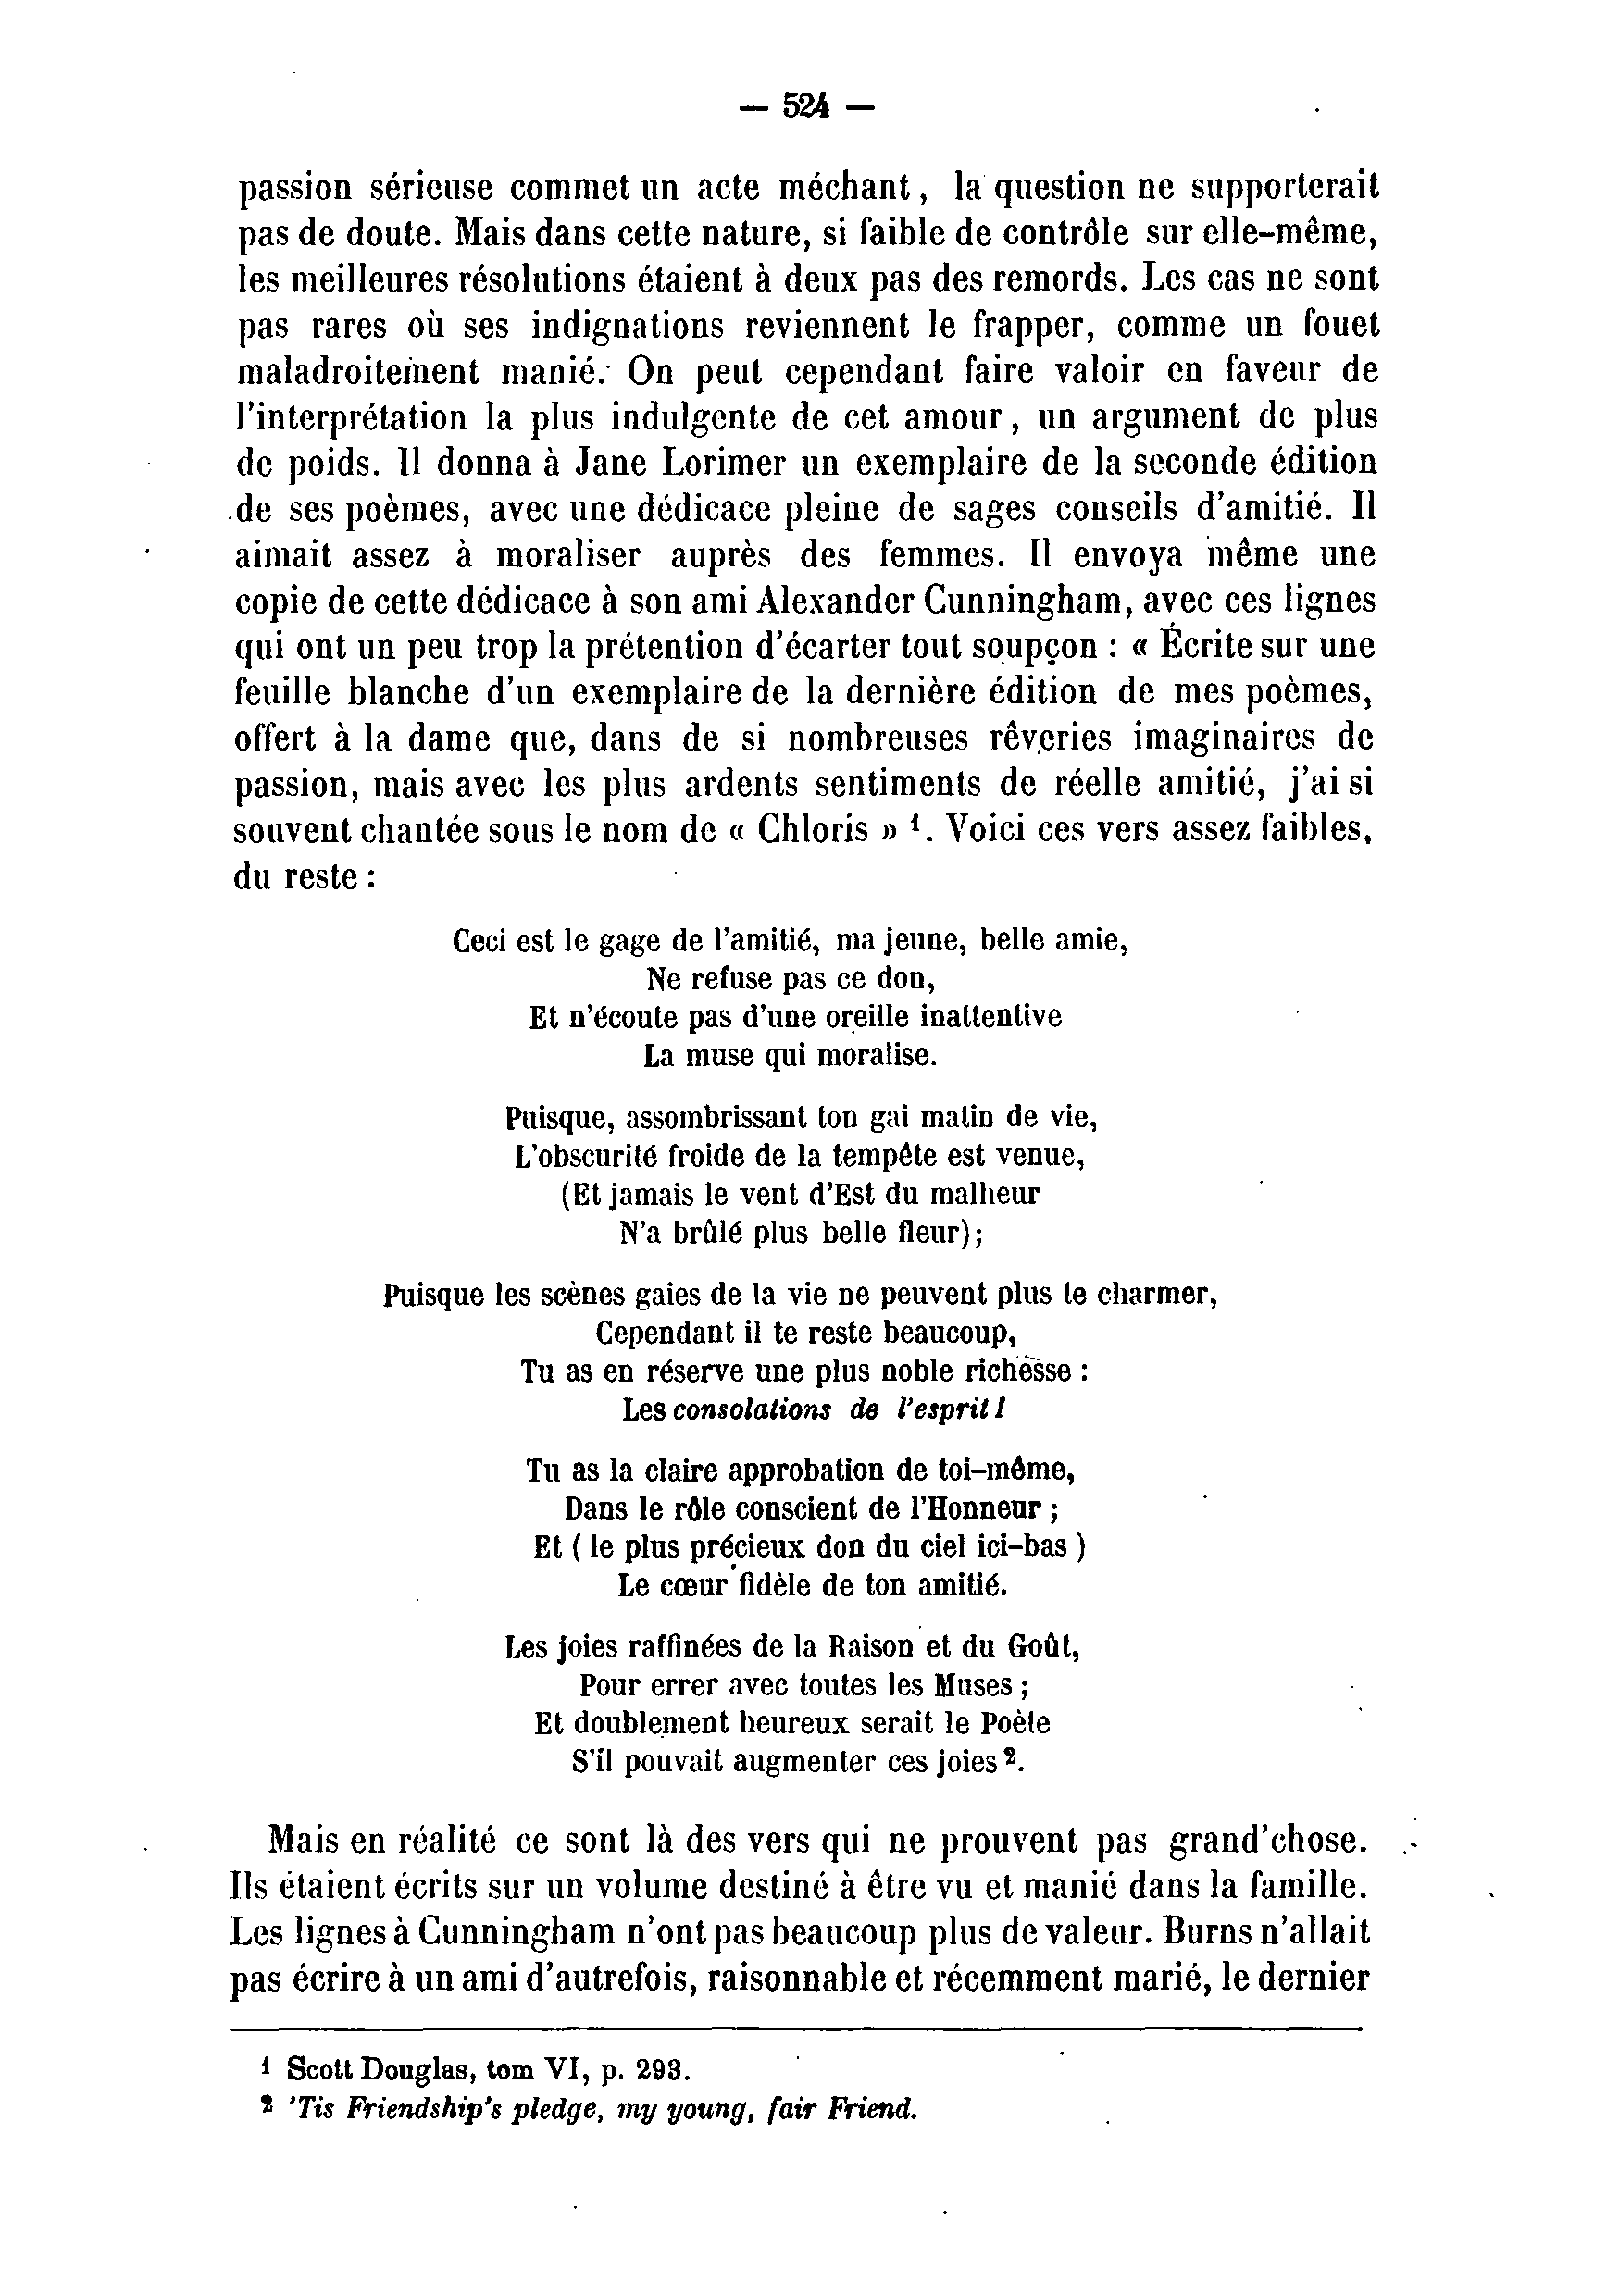 — 524 —
passion sérieuse commet un acte méchant, la question ne supporterait
pas de doute. Mais dans cette nature, si faible de contrôle sur elle-même,
les meilleures résolutions étaient à deux pas des remords. Les cas ne sont
pas rares où ses indignations reviennent le frapper, comme un fouet
maladroitement manié. On peut cependant faire valoir en faveur de
l'interprétation la plus indulgente de cet amour, un argument de plus
de poids. Il donna à Jane Lorimer un exemplaire de la seconde édition
de ses poèmes, avec une dédicace pleine de sages conseils d'amitié. Il
aimait assez à moraliser auprès des femmes. Il envoya même une
copie de cette dédicace à son ami Alexander Cunningham, avec ces lignes
qui ont un peu trop la prétention d'écarter tout soupçon : « Écrite sur une
feuille blanche d'un exemplaire de la dernière édition de mes poèmes,
offert à la dame que, dans de si nombreuses rêveries imaginaires de
passion, mais avec les plus ardents sentiments de réelle amitié, j'ai si
souvent chantée sous le nom de « Chloris » ¹. Voici ces vers assez faibles,
du reste :
Ceci est le gage de l'amitié, ma jeune, belle amie,
Ne refuse pas ce don,
Et n'écoute pas d'une oreille inattentive
La muse qui moralise.
Puisque, assombrissant ton gai matin de vie,
L'obscurité froide de la tempête est venue,
(Et jamais le vent d'Est du malheur
N'a brûlé plus belle fleur);
Puisque les scènes gaies de la vie ne peuvent plus te charmer,
Cependant il te reste beaucoup,
Tu as en réserve une plus noble richesse :
Les consolations de l'esprit !
Tu as la claire approbation de toi-même,
Dans le rôle conscient de l'Honneur ;
Et ( le plus précieux don du ciel ici-bas )
Le cœur fidèle de ton amitié.
Les joies raffinées de la Raison et du Goût,
Pour errer avec toutes les Muses ;
Et doublement heureux serait le Poète
S'il pouvait augmenter ces joies ².
Mais en réalité ce sont là des vers qui ne prouvent pas grand'chose.
Ils étaient écrits sur un volume destiné à être vu et manié dans la famille.
Les lignes à Cunningham n'ont pas beaucoup plus de valeur. Burns n'allait
pas écrire à un ami d'autrefois, raisonnable et récemment marié, le dernier
¹ Scott Douglas, tom VI, p. 293.
² 'Tis Friendship's pledge, my young, fair Friend.